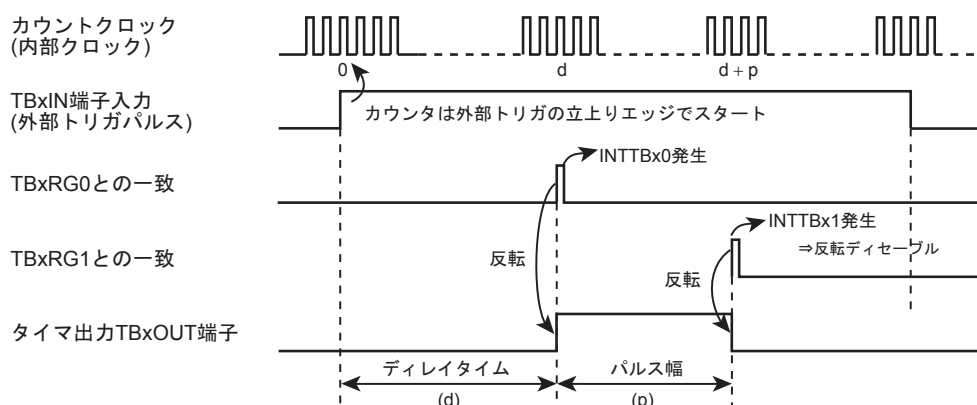 カウントクロック
(内部クロック)
0
d
d + p
TBxIN端子入力
(外部トリガパルス)
カウンタは外部トリガの立上りエッジでスタート
INTTBx0発生
TBxRG0との一致
INTTBx1発生
TBxRG1との一致
反転
反転
⇒反転ディセーブル
タイマ出力TBxOUT端子
ディレイタイム
(d)
パルス幅
(p)